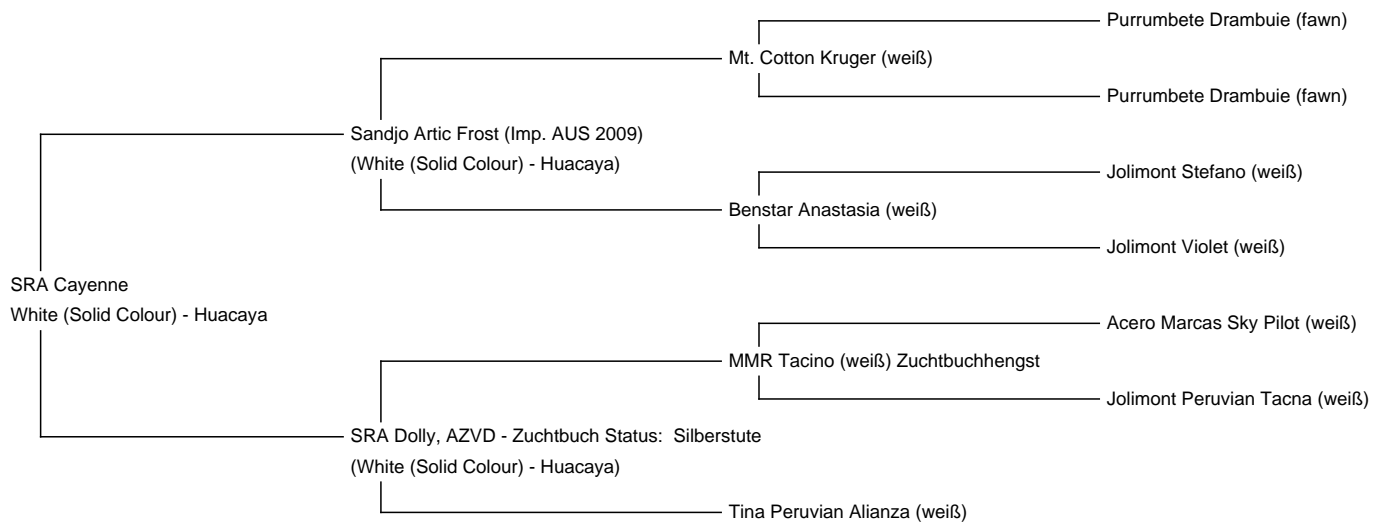 Purrumbete Drambuie (fawn)
Mt. Cotton Kruger (weiß)
Purrumbete Drambuie (fawn)
Sandjo Artic Frost (Imp. AUS 2009)
(White (Solid Colour) - Huacaya)
Jolimont Stefano (weiß)
Benstar Anastasia (weiß)
Jolimont Violet (weiß)
SRA Cayenne
White (Solid Colour) - Huacaya
Acero Marcas Sky Pilot (weiß)
MMR Tacino (weiß) Zuchtbuchhengst
Jolimont Peruvian Tacna (weiß)
SRA Dolly, AZVD - Zuchtbuch Status:  Silberstute
(White (Solid Colour) - Huacaya)
Tina Peruvian Alianza (weiß)